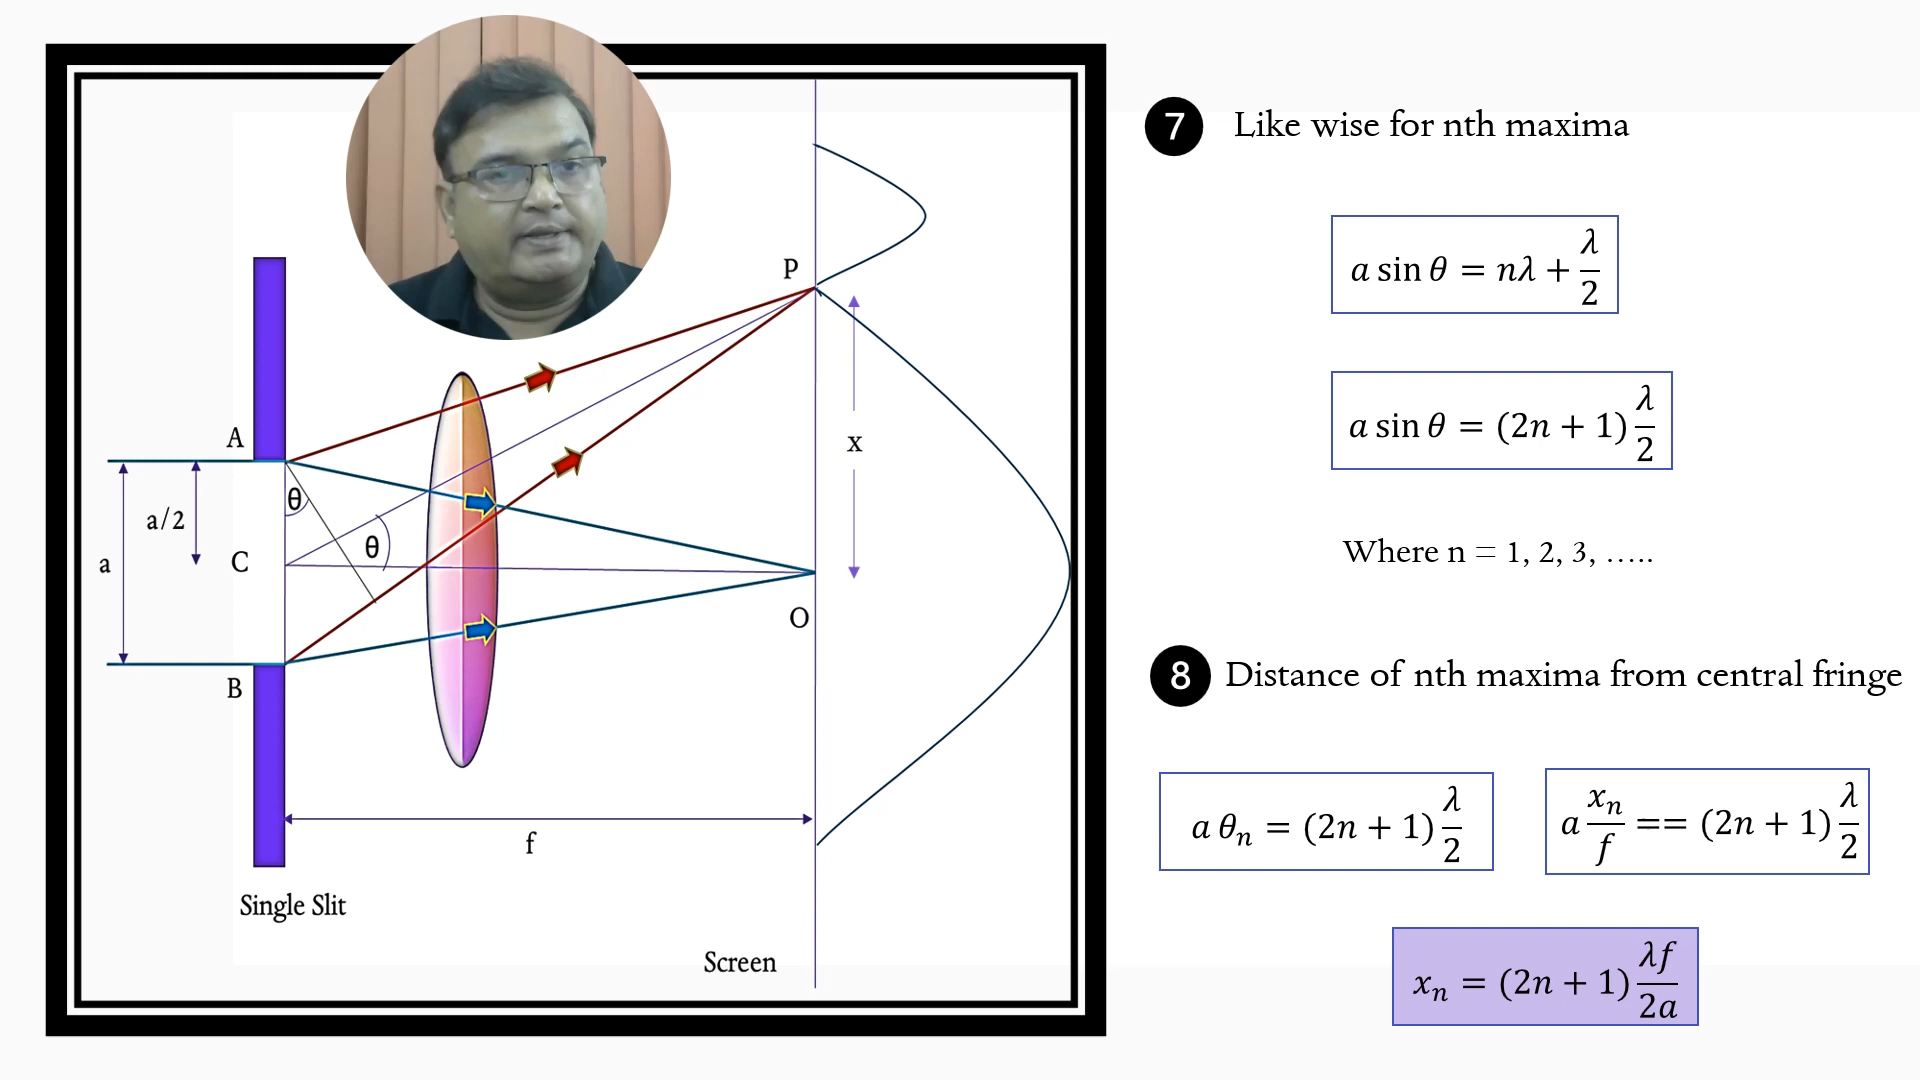 7 Like wise for nth maxima
a sin θ = nλ + λ/2
a sin θ = (2n + 1) λ/2
Where n = 1, 2, 3, …..
8 Distance of nth maxima from central fringe
a θₙ = (2n + 1) λ/2
a xₙ/f == (2n + 1) λ/2
xₙ = (2n + 1) λf/2a
P
x
A
θ
a/2
a
C
θ
O
B
f
Single Slit
Screen